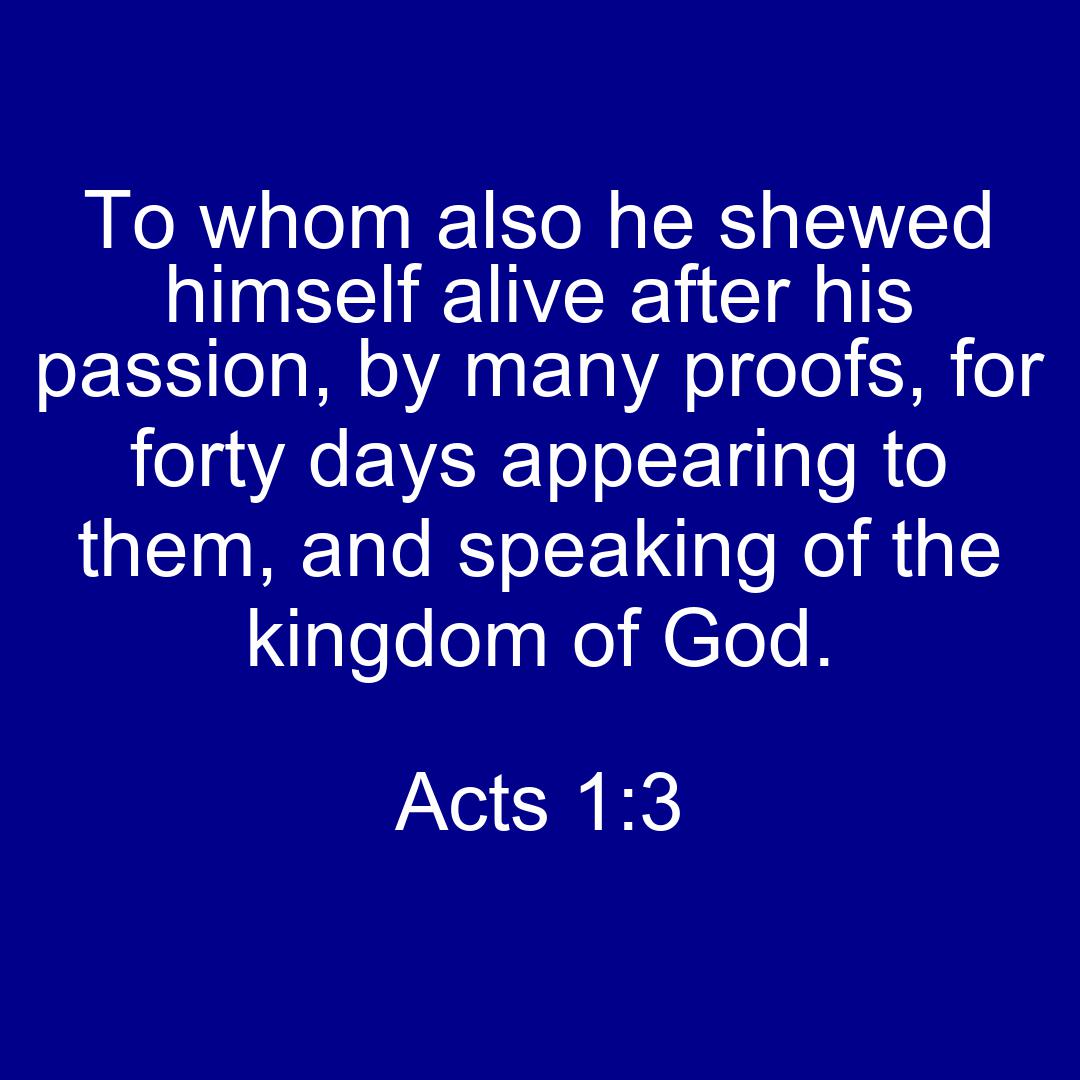 To whom also he shewed
himself alive after his
passion, by many proofs, for
forty days appearing to
them, and speaking of the
kingdom of God.
Acts 1:3